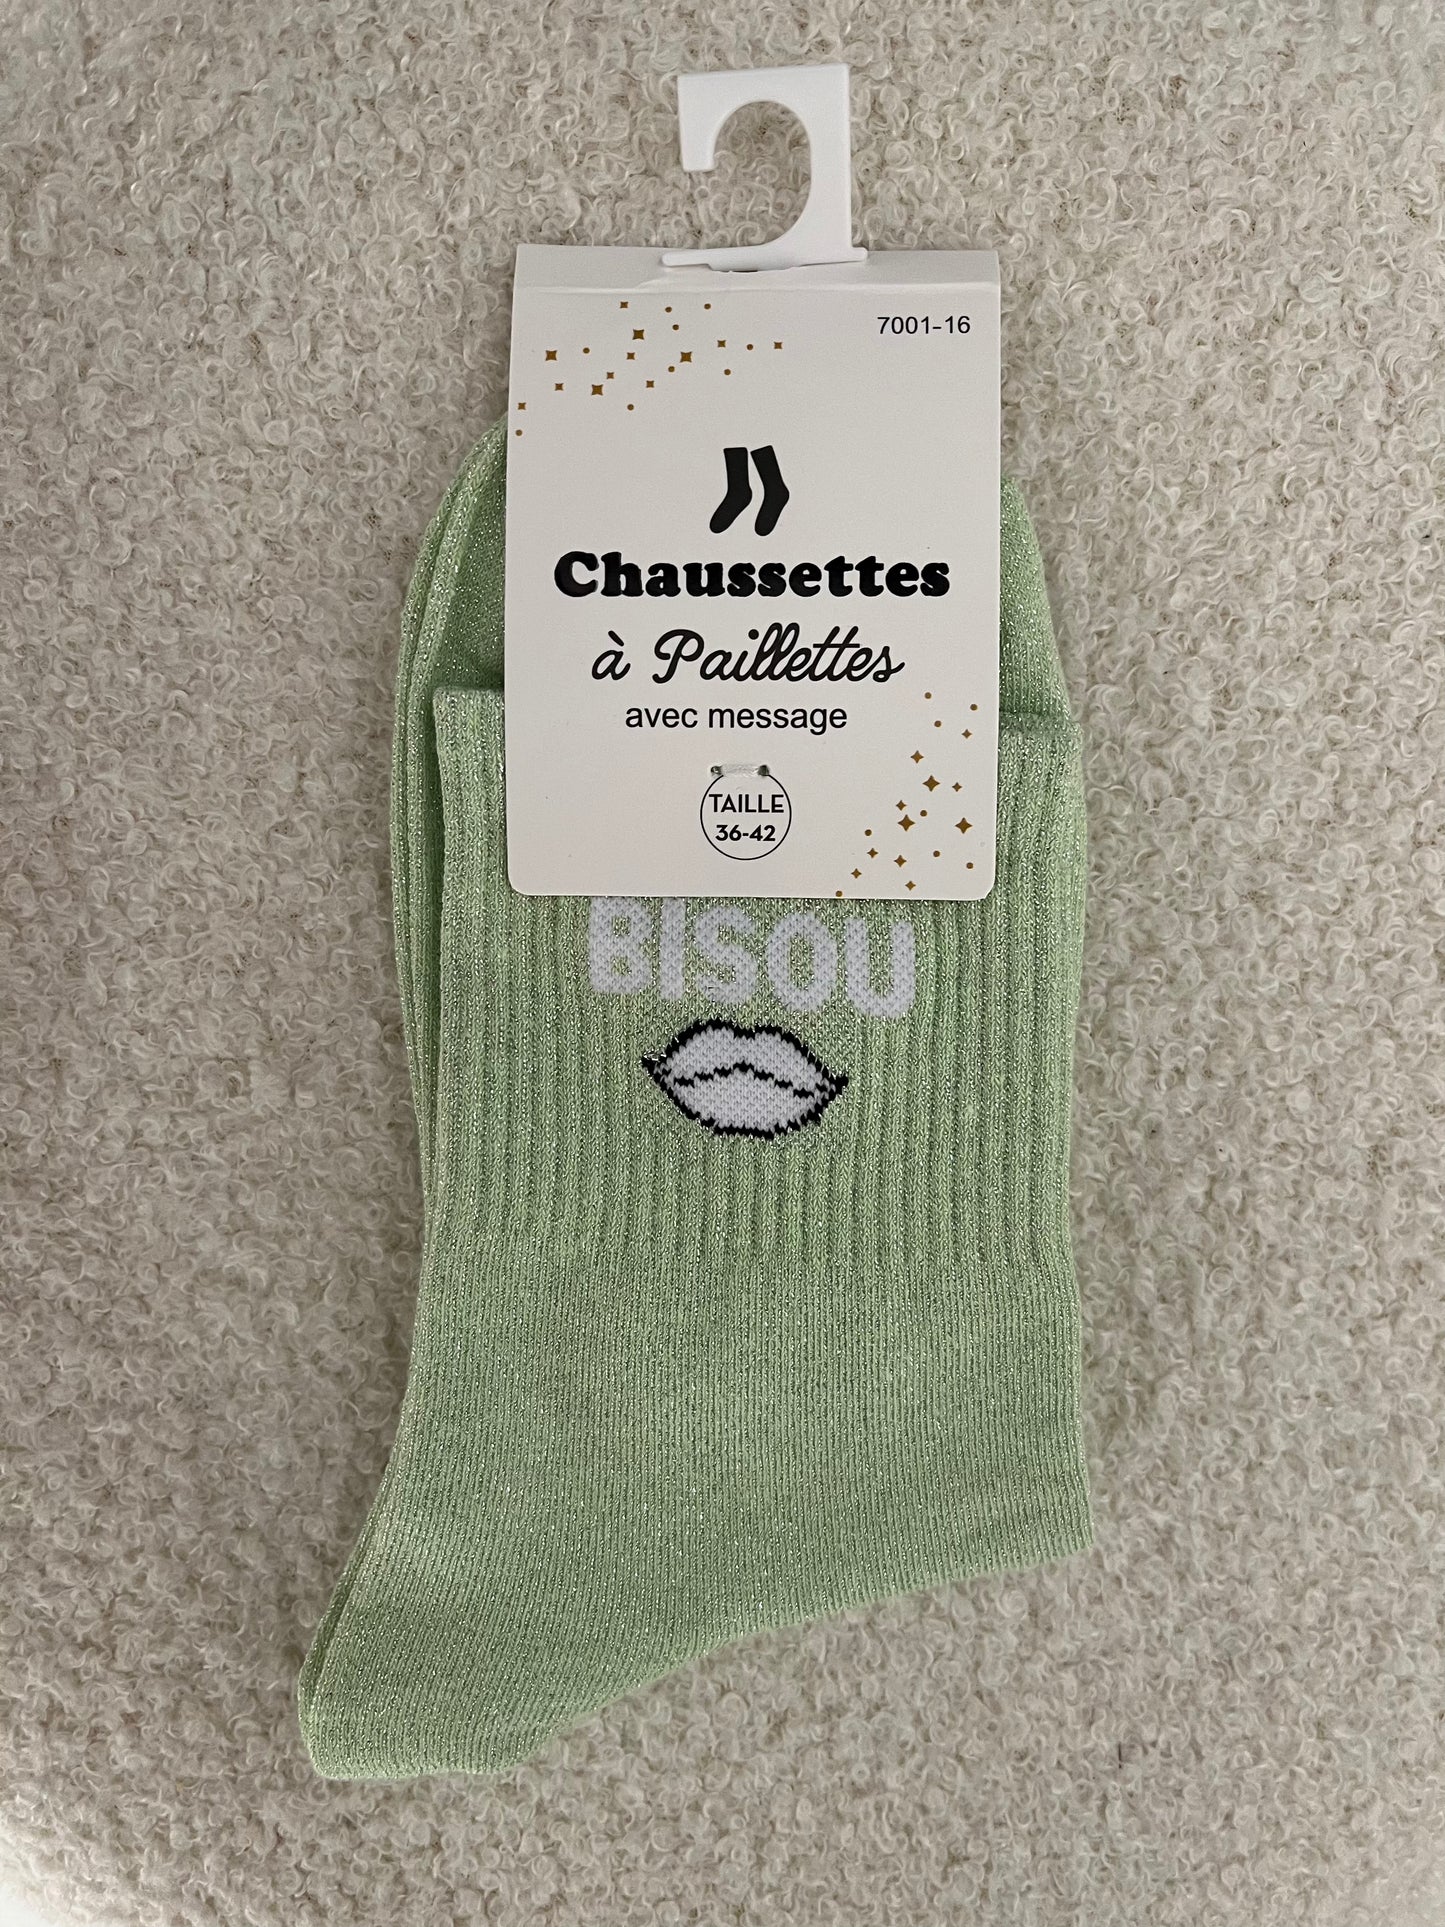 7001-16
Chaussettes
à Paillettes
avec message
TAILLE
36-42
BISOU